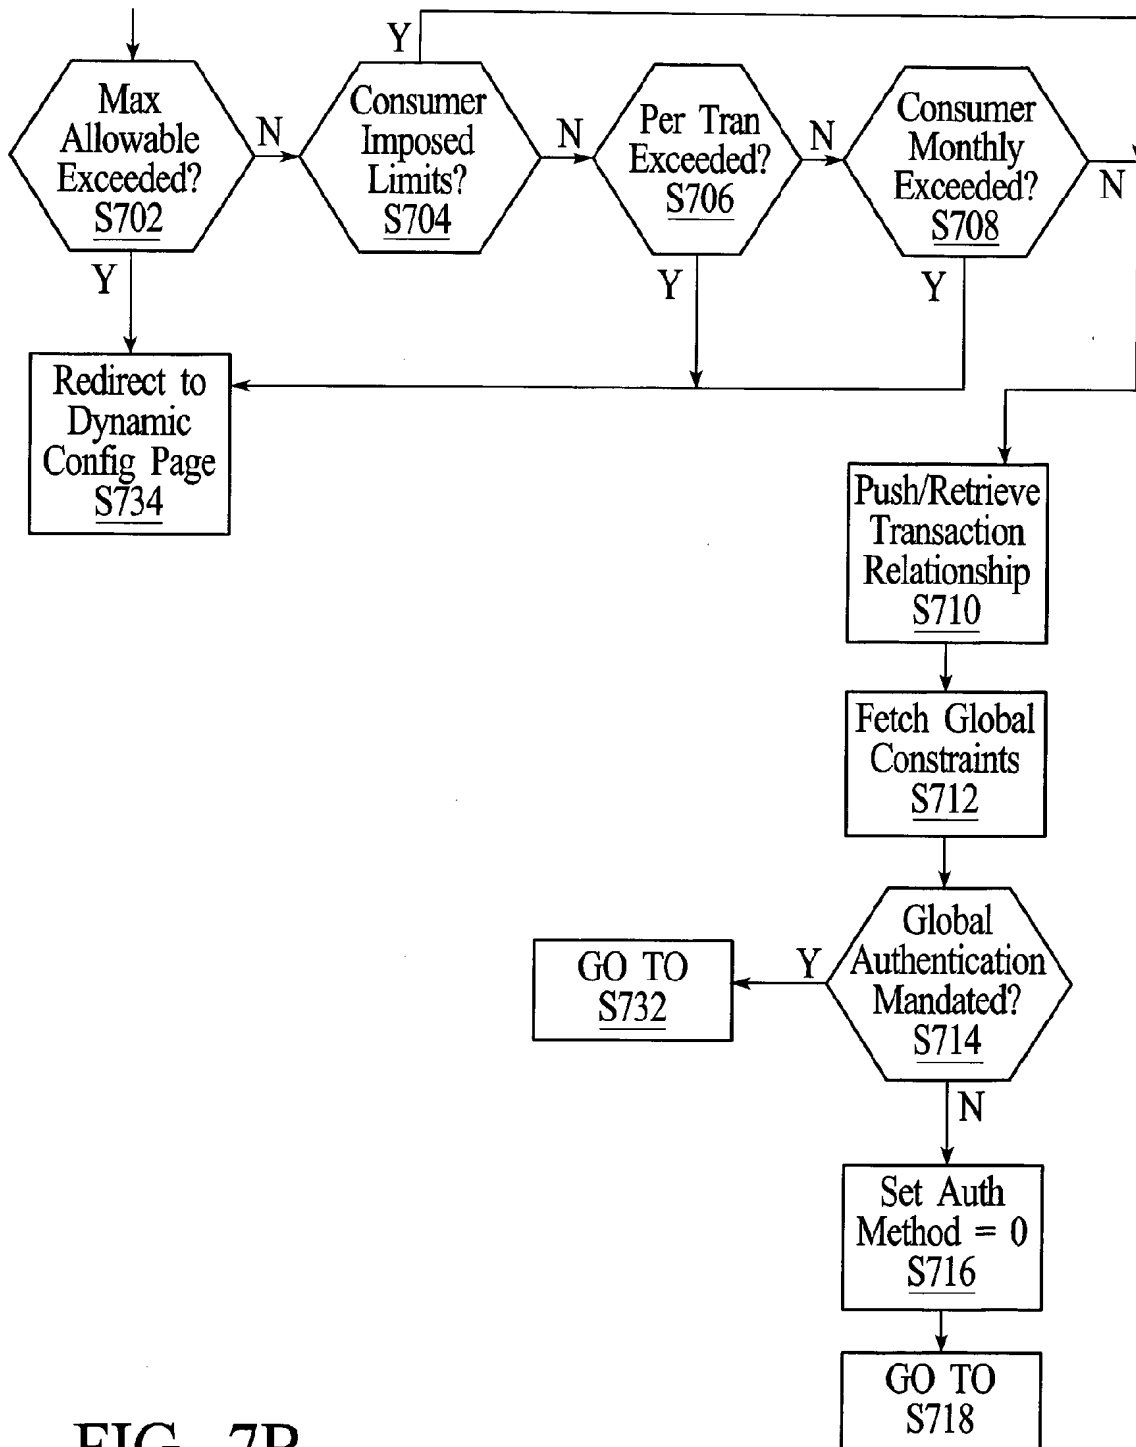 Y
Max
Allowable
Exceeded?
S702
N
Consumer
Imposed
Limits?
S704
N
Per Tran
Exceeded?
S706
N
Consumer
Monthly
Exceeded?
S708
N
Y
Y
Y
Redirect to
Dynamic
Config Page
S734
Push/Retrieve
Transaction
Relationship
S710
Fetch Global
Constraints
S712
Global
Authentication
Mandated?
S714
Y
GO TO
S732
N
Set Auth
Method = 0
S716
GO TO
S718